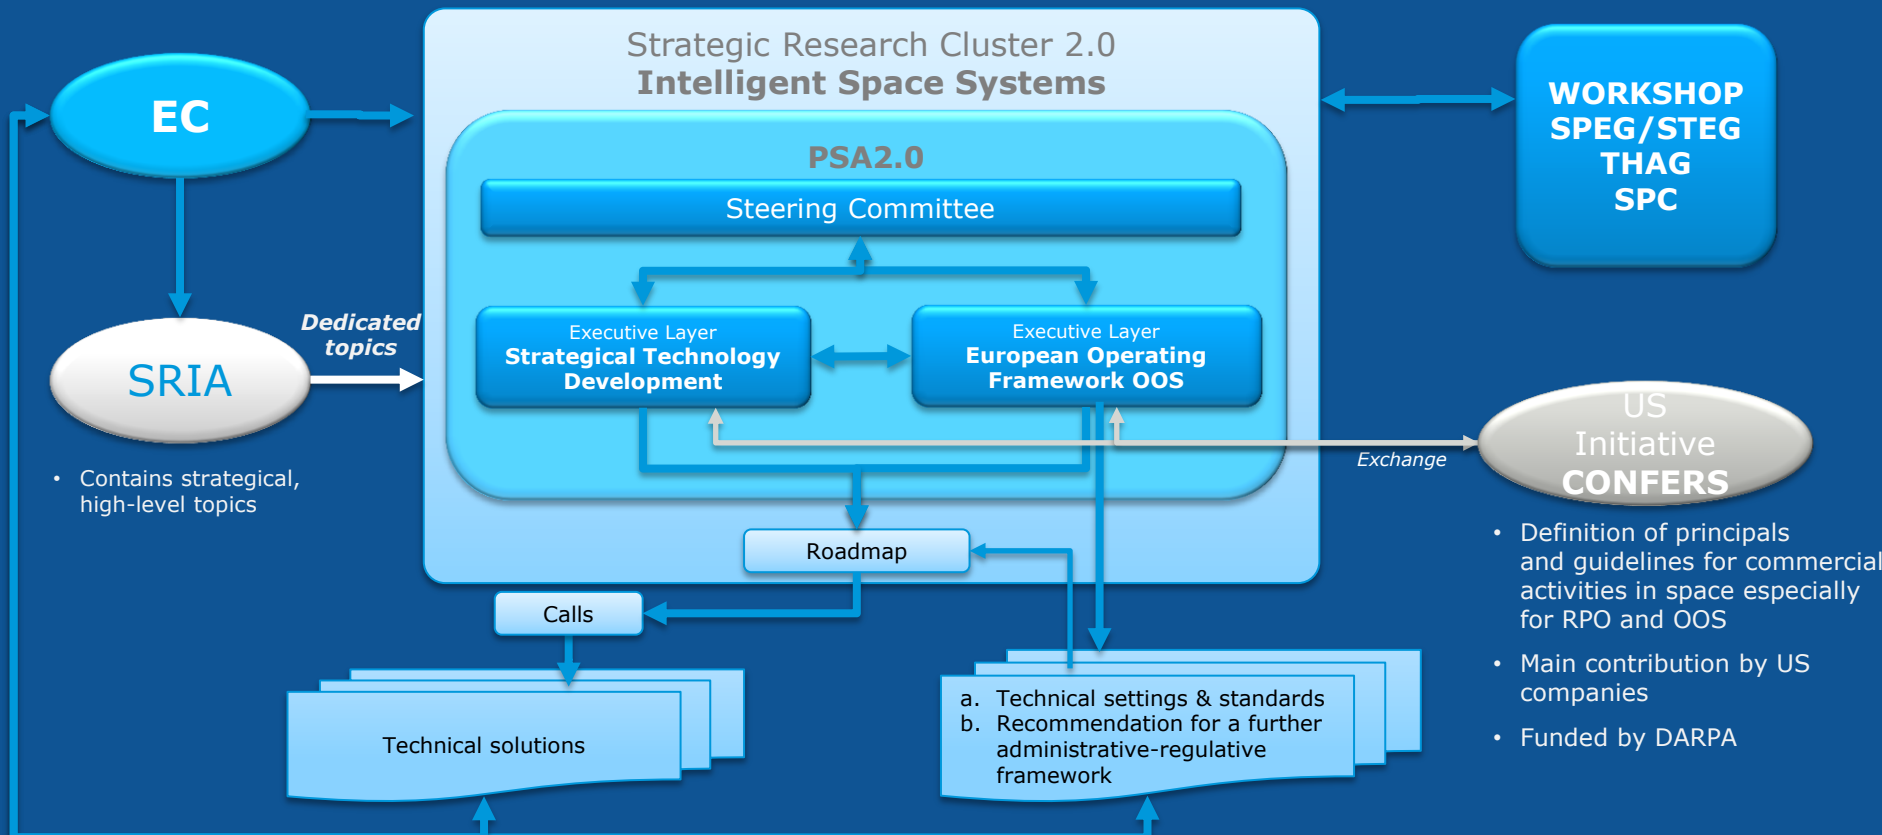 Strategic Research Cluster 2.0
Intelligent Space Systems
EC
WORKSHOP
SPEG/STEG
THAG
SPC
PSA2.0
Steering Committee
Dedicated
topics
SRIA
Executive Layer
Strategical Technology
Development
Executive Layer
European Operating
Framework OOS
• Contains strategical,
high-level topics
Exchange
US
Initiative
CONFERS
Roadmap
Calls
• Definition of principals
and guidelines for commercial
activities in space especially
for RPO and OOS
• Main contribution by US
companies
• Funded by DARPA
Technical solutions
a. Technical settings & standards
b. Recommendation for a further
administrative-regulative
framework